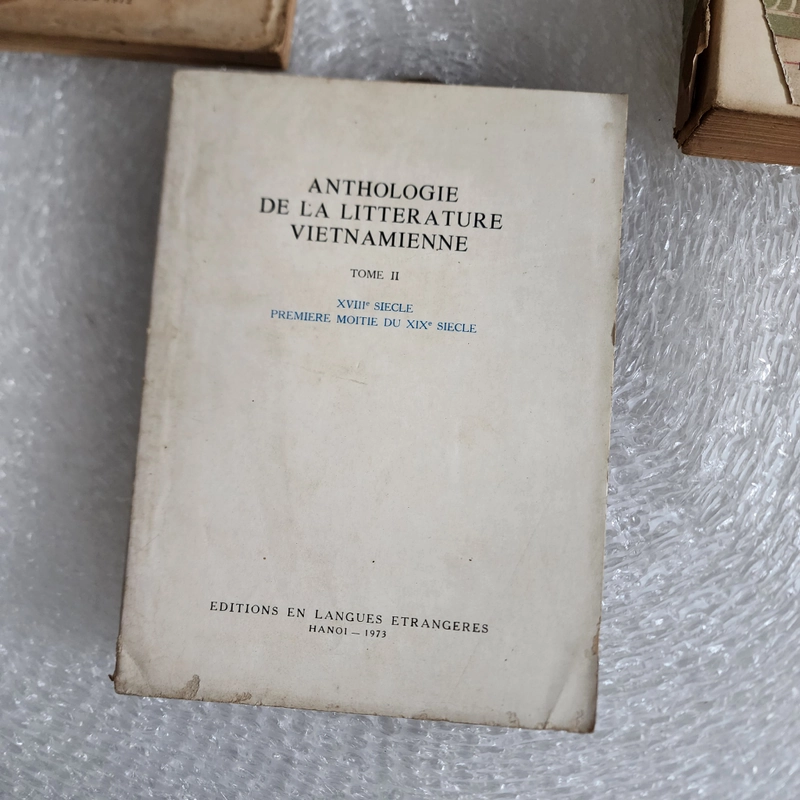 ANTHOLOGIE
DE LA LITTERATURE
VIETNAMIENNE
TOME II
XVIIIe SIECLE
PREMIERE MOITIE DU XIXe SIECLE
EDITIONS EN LANGUES ETRANGERES
HANOI — 1973